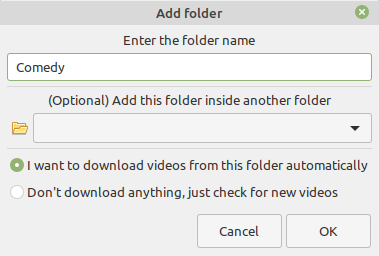 Add folder
Enter the folder name
Comedy
(Optional) Add this folder inside another folder
I want to download videos from this folder automatically
Don't download anything, just check for new videos
Cancel OK